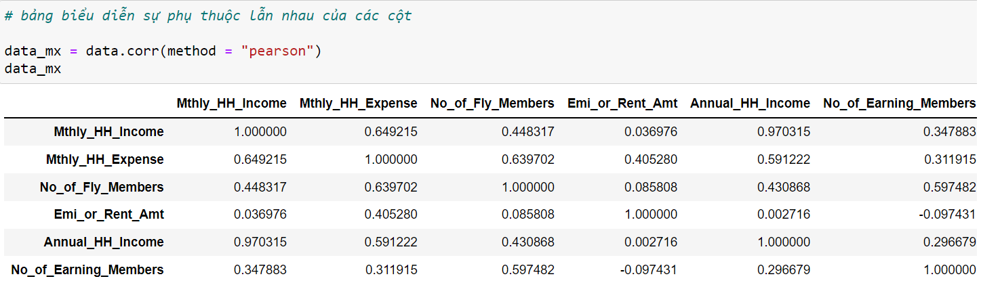 # bảng biểu diễn sự phụ thuộc lẫn nhau của các cột
data_mx = data.corr(method = "pearson")
data_mx
Mthly_HH_Income Mthly_HH_Expense No_of_Fly_Members Emi_or_Rent_Amt Annual_HH_Income No_of_Earning_Members
Mthly_HH_Income 1.000000 0.649215 0.448317 0.036976 0.970315 0.347883
Mthly_HH_Expense 0.649215 1.000000 0.639702 0.405280 0.591222 0.311915
No_of_Fly_Members 0.448317 0.639702 1.000000 0.085808 0.430868 0.597482
Emi_or_Rent_Amt 0.036976 0.405280 0.085808 1.000000 0.002716 -0.097431
Annual_HH_Income 0.970315 0.591222 0.430868 0.002716 1.000000 0.296679
No_of_Earning_Members 0.347883 0.311915 0.597482 -0.097431 0.296679 1.000000